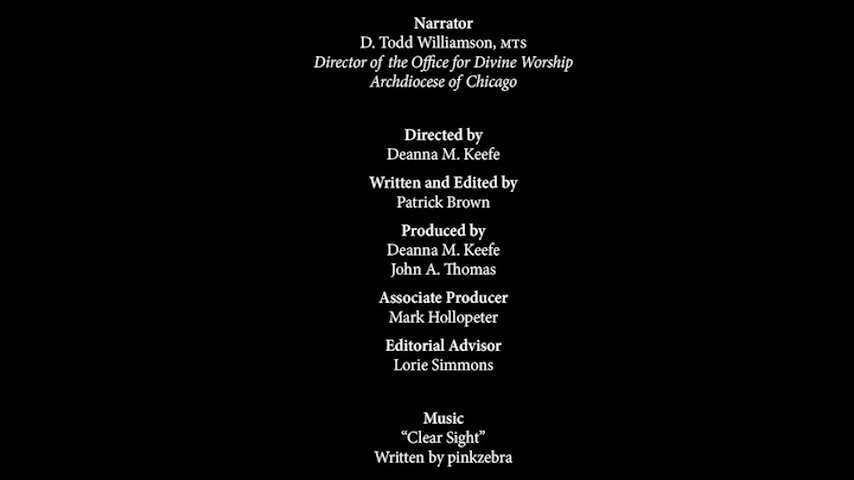 Narrator
D. Todd Williamson, MTS
Director of the Office for Divine Worship
Archdiocese of Chicago
Directed by
Deanna M. Keefe
Written and Edited by
Patrick Brown
Produced by
Deanna M. Keefe
John A. Thomas
Associate Producer
Mark Hollopeter
Editorial Advisor
Lorie Simmons
Music
“Clear Sight”
Written by pinkzebra